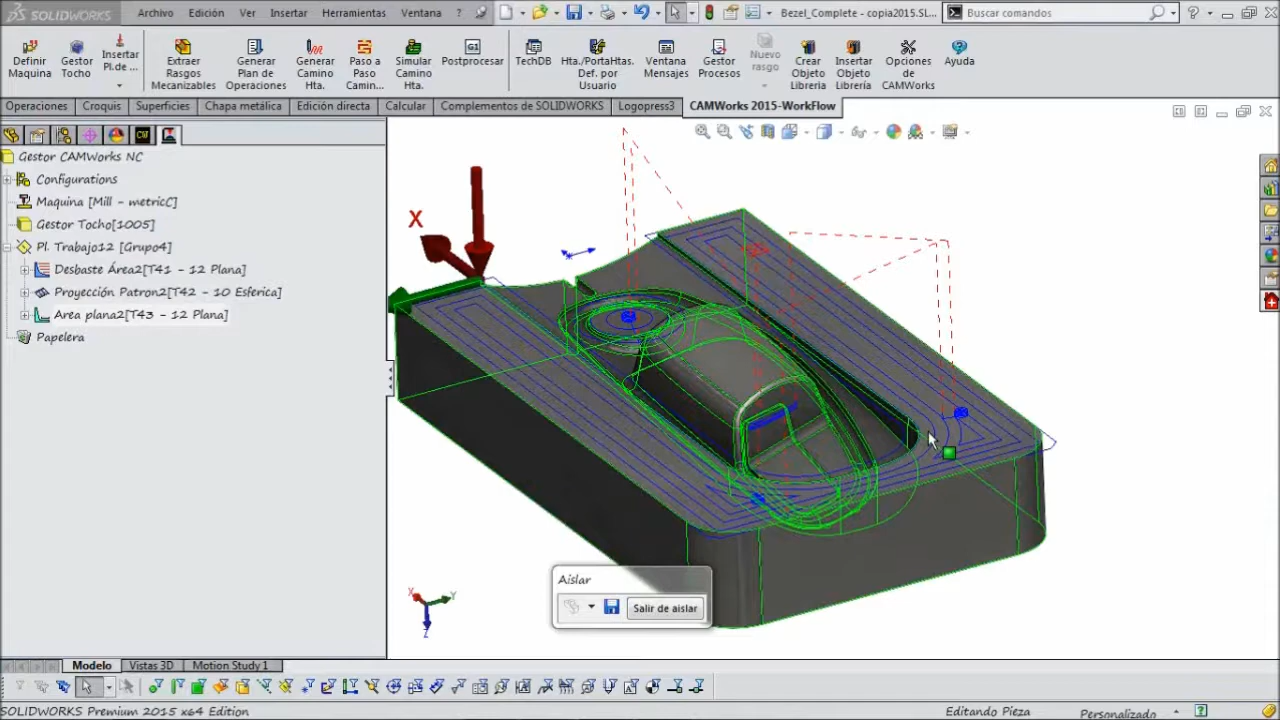 SOLIDWORKS
Archivo Edición Ver Insertar Herramientas Ventana ? Bezel_Complete - copia2015.SL... Buscar comandos
Definir Maquina
Gestor Tocho
Insertar Pl.de ...
Extraer Rasgos Mecanizables
Generar Plan de Operaciones
Generar Camino Hta.
Paso a Paso Camin...
Simular Camino Hta.
G1
Postprocesar
TechDB
Hta./PortaHtas. Def. por Usuario
Ventana Mensajes
Gestor Procesos
Nuevo rasgo
Crear Objeto Libreria
Insertar Objeto Libreria
Opciones de CAMWorks
Ayuda
Operaciones Croquis Superficies Chapa metálica Edición directa Calcular Complementos de SOLIDWORKS Logopress3 CAMWorks 2015-WorkFlow
CW
Gestor CAMWorks NC
Configurations
Maquina [Mill - metricC]
Gestor Tocho[1005]
Pl. Trabajo12 [Grupo4]
Desbaste Área2[T41 - 12 Plana]
Proyección Patron2[T42 - 10 Esferica]
Area plana2[T43 - 12 Plana]
Papelera
X
Aislar
Salir de aislar
X Y
Z
Modelo Vistas 3D Motion Study 1
SOLIDWORKS Premium 2015 x64 Edition Editando Pieza Personalizado